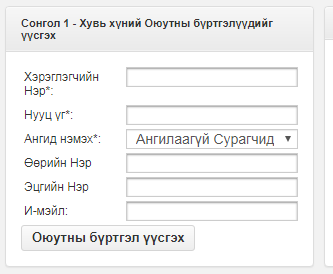 Сонгол 1 - Хувь хүний Оюутны бүртгэлүүдийг
үүсгэх
Хэрэглэгчийн
Нэр*:
Нууц үг*:
Ангид нэмэх*:
Ангилаагүй Сурагчид
Өөрийн Нэр
Эцгийн Нэр
И-мэйл:
Оюутны бүртгэл үүсгэх